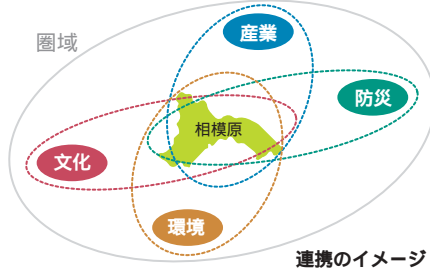 産業
圏域
防災
相模原
文化
環境
連携のイメージ